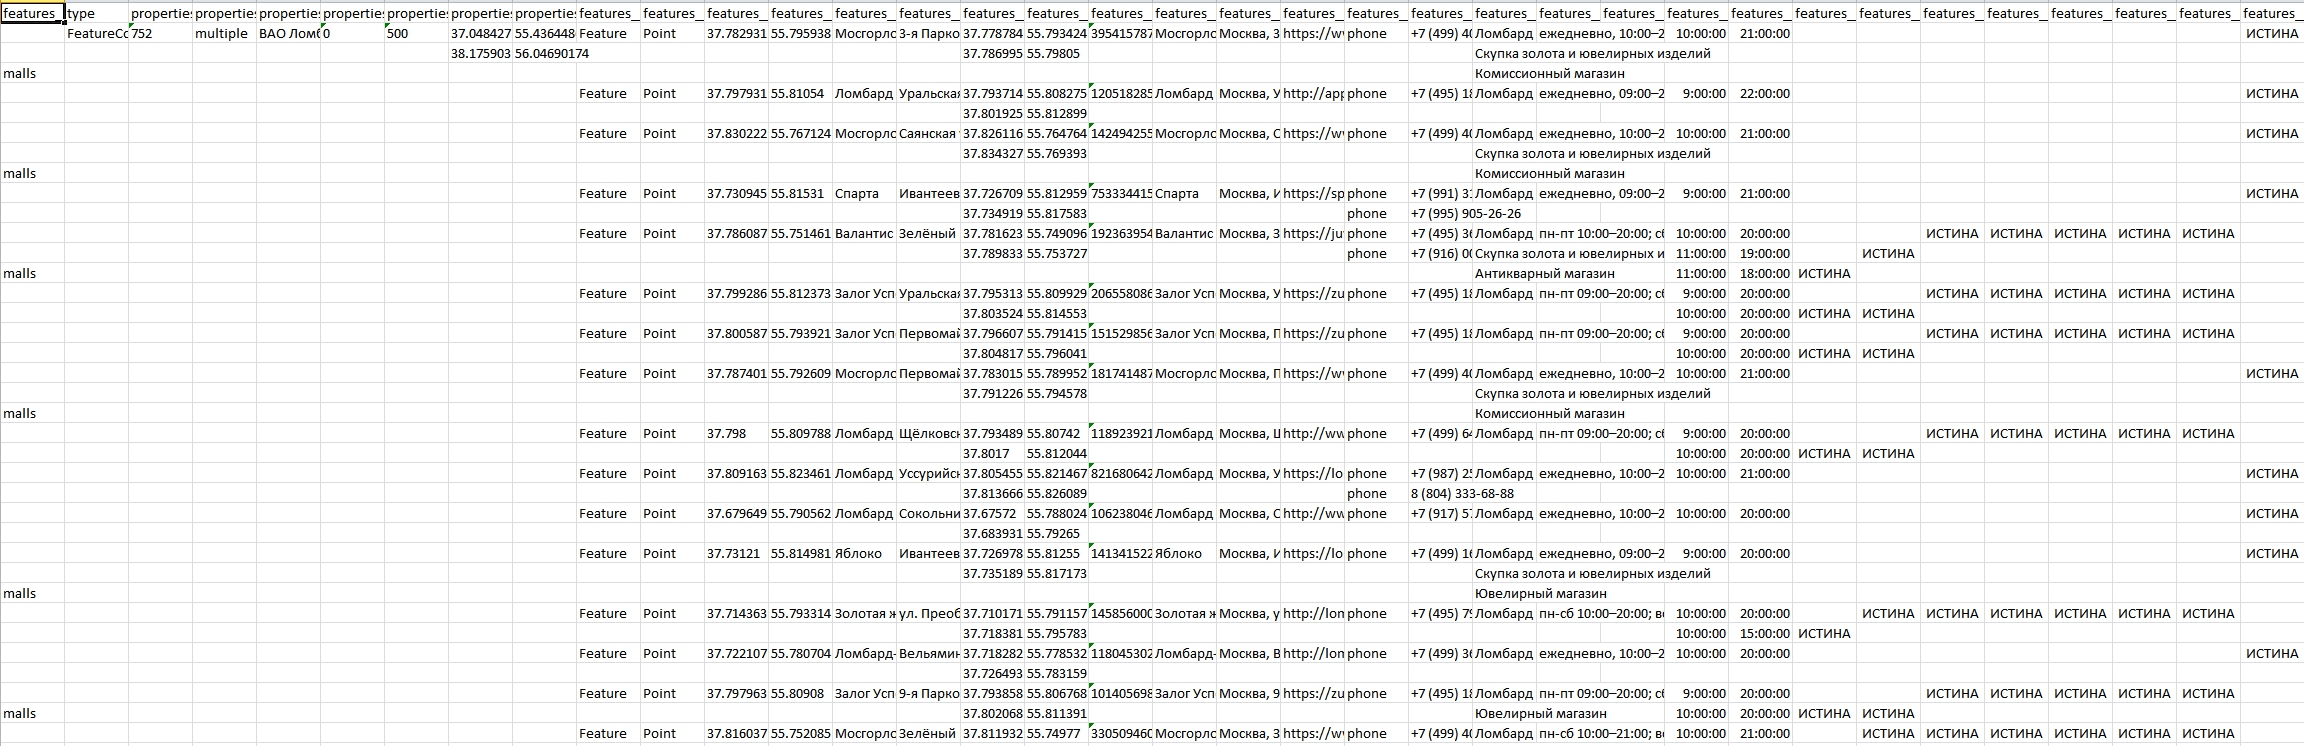 features_ type properties properties properties properties properties properties properties features_ features_ features_ features_ features_ features_ features_ features_ features_ features_ features_ features_ features_ features_ features_ features_ features_ features_ features_ features_ features_ features_ features_ features_ features_ features_ features_
FeatureCo 752 multiple ВАО Ломб 0 500 37.048427 55.436448 Feature Point 37.782931 55.795938 Мосгорло 3-я Парко 37.778784 55.793424 395415787 Мосгорло Москва, 3 https://w phone +7 (499) 40 Ломбард ежедневно, 10:00–2 10:00:00 21:00:00 ИСТИНА
38.175903 56.04690174 37.786995 55.79805 Скупка золота и ювелирных изделий
malls Комиссионный магазин
Feature Point 37.797931 55.81054 Ломбард Уральская 37.793714 55.808275 120518285 Ломбард Москва, У http://app phone +7 (495) 18 Ломбард ежедневно, 09:00–2 9:00:00 22:00:00 ИСТИНА
37.801925 55.812899
Feature Point 37.830222 55.767124 Мосгорло Саянская 37.826116 55.764764 142494255 Мосгорло Москва, С https://w phone +7 (499) 40 Ломбард ежедневно, 10:00–2 10:00:00 21:00:00 ИСТИНА
37.834327 55.769393 Скупка золота и ювелирных изделий
malls Комиссионный магазин
Feature Point 37.730945 55.81531 Спарта Ивантеев 37.726709 55.812959 753334415 Спарта Москва, И https://sp phone +7 (991) 31 Ломбард ежедневно, 09:00–2 9:00:00 21:00:00 ИСТИНА
37.734919 55.817583 phone +7 (995) 905-26-26
Feature Point 37.786087 55.751461 Валантис Зелёный 37.781623 55.749096 192363954 Валантис Москва, З https://ju phone +7 (495) 36 Ломбард пн-пт 10:00–20:00; сб 10:00:00 20:00:00 ИСТИНА ИСТИНА ИСТИНА ИСТИНА ИСТИНА
37.789833 55.753727 phone +7 (916) 00 Скупка золота и ювелирных и 11:00:00 19:00:00 ИСТИНА
malls Антикварный магазин 11:00:00 18:00:00 ИСТИНА
Feature Point 37.799286 55.812373 Залог Усп Уральская 37.795313 55.809929 206558086 Залог Усп Москва, У https://zu phone +7 (495) 18 Ломбард пн-пт 09:00–20:00; сб 9:00:00 20:00:00 ИСТИНА ИСТИНА ИСТИНА ИСТИНА ИСТИНА
37.803524 55.814553 10:00:00 20:00:00 ИСТИНА ИСТИНА
Feature Point 37.800587 55.793921 Залог Усп Первомай 37.796607 55.791415 151529856 Залог Усп Москва, П https://zu phone +7 (495) 18 Ломбард пн-пт 09:00–20:00; сб 9:00:00 20:00:00 ИСТИНА ИСТИНА ИСТИНА ИСТИНА ИСТИНА
37.804817 55.796041 10:00:00 20:00:00 ИСТИНА ИСТИНА
Feature Point 37.787401 55.792609 Мосгорло Первомай 37.783015 55.789952 181741487 Мосгорло Москва, П https://w phone +7 (499) 40 Ломбард ежедневно, 10:00–2 10:00:00 21:00:00 ИСТИНА
37.791226 55.794578 Скупка золота и ювелирных изделий
malls Комиссионный магазин
Feature Point 37.798 55.809788 Ломбард Щёлковск 37.793489 55.80742 118923921 Ломбард Москва, Щ http://ww phone +7 (499) 64 Ломбард пн-пт 09:00–20:00; сб 9:00:00 20:00:00 ИСТИНА ИСТИНА ИСТИНА ИСТИНА ИСТИНА
37.8017 55.812044 10:00:00 20:00:00 ИСТИНА ИСТИНА
Feature Point 37.809163 55.823461 Ломбард Уссурийск 37.805455 55.821467 821680642 Ломбард Москва, У https://lo phone +7 (987) 25 Ломбард ежедневно, 10:00–2 10:00:00 21:00:00 ИСТИНА
37.813666 55.826089 phone 8 (804) 333-68-88
Feature Point 37.679649 55.790562 Ломбард Сокольни 37.67572 55.788024 106238046 Ломбард Москва, С http://ww phone +7 (917) 57 Ломбард ежедневно, 10:00–2 10:00:00 20:00:00 ИСТИНА
37.683931 55.79265
Feature Point 37.73121 55.814981 Яблоко Ивантеев 37.726978 55.81255 141341522 Яблоко Москва, И https://lo phone +7 (499) 16 Ломбард ежедневно, 09:00–2 9:00:00 20:00:00 ИСТИНА
37.735189 55.817173 Скупка золота и ювелирных изделий
malls Ювелирный магазин
Feature Point 37.714363 55.793314 Золотая ж ул. Преоб 37.710171 55.791157 145856000 Золотая ж Москва, у http://lon phone +7 (495) 79 Ломбард пн-сб 10:00–20:00; в 10:00:00 20:00:00 ИСТИНА ИСТИНА ИСТИНА ИСТИНА ИСТИНА ИСТИНА
37.718381 55.795783 10:00:00 15:00:00 ИСТИНА
Feature Point 37.722107 55.780704 Ломбард- Вельямин 37.718282 55.778532 118045302 Ломбард- Москва, В http://lon phone +7 (499) 36 Ломбард ежедневно, 10:00–2 10:00:00 20:00:00 ИСТИНА
37.726493 55.783159
Feature Point 37.797963 55.80908 Залог Усп 9-я Парко 37.793858 55.806768 101405698 Залог Усп Москва, 9 https://zu phone +7 (495) 18 Ломбард пн-пт 09:00–20:00; сб 9:00:00 20:00:00 ИСТИНА ИСТИНА ИСТИНА ИСТИНА ИСТИНА
malls 37.802068 55.811391 Ювелирный магазин 10:00:00 20:00:00 ИСТИНА ИСТИНА
Feature Point 37.816037 55.752085 Мосгорло Зелёный 37.811932 55.74977 330509460 Мосгорло Москва, З https://w phone +7 (499) 40 Ломбард пн-сб 10:00–21:00; в 10:00:00 21:00:00 ИСТИНА ИСТИНА ИСТИНА ИСТИНА ИСТИНА ИСТИНА